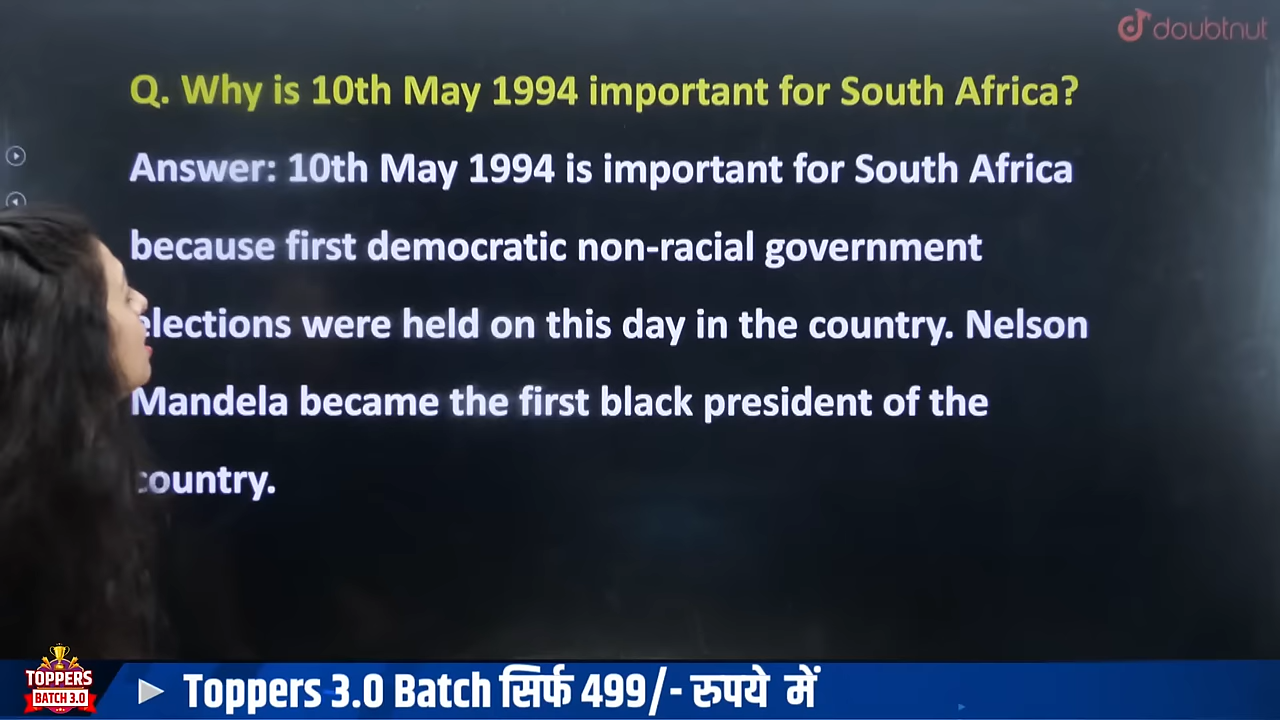 doubtnut
Q. Why is 10th May 1994 important for South Africa?
Answer: 10th May 1994 is important for South Africa
because first democratic non-racial government
elections were held on this day in the country. Nelson
Mandela became the first black president of the
country.
TOPPERS
BATCH 3.0
Toppers 3.0 Batch सिर्फ 499/- रुपये में